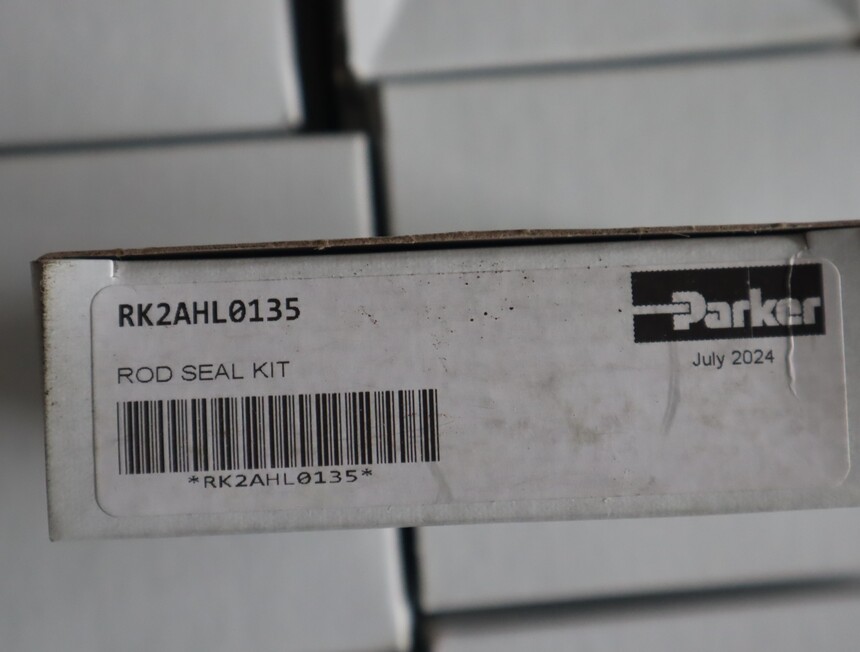 RK2AHL0135
Parker
July 2024
ROD SEAL KIT
*RK2AHL0135*